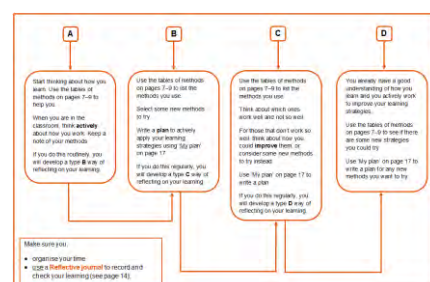 A
B
C
D
Start thinking about how you
learn. Use the tables of
methods on pages 7–9 to
help you.
When you are in the
classroom, think actively
about how you work. Keep a
note of your methods
If you do this routinely, you
will develop a type B way of
reflecting on your learning.
Use the tables of methods
on pages 7–9 to list the
methods you use.
Select some new methods
to try
Write a plan to actively
apply your learning
strategies using 'My plan'
on page 17
If you do this regularly, you
will develop a type C way of
reflecting on your learning
Use the tables of methods
on pages 7–9 to list the
methods you use
Think about which ones
work well and not so well.
For those that don't work so
well, think about how you
could improve them, or
consider some new methods
to try instead
Use 'My plan' on page 17 to
write a plan
If you do this regularly, you
will develop a type D way of
reflecting on your learning.
You already have a good
understanding of how you
learn and you actively work
to improve your learning
strategies.
Use the tables of methods
on pages 7–9 to see if there
are some new strategies
you could try
Use 'My plan' on page 17 to
write a plan for any new
methods you want to try
Make sure you:
• organise your time
• use a Reflective journal to record and
check your learning (see page 14)